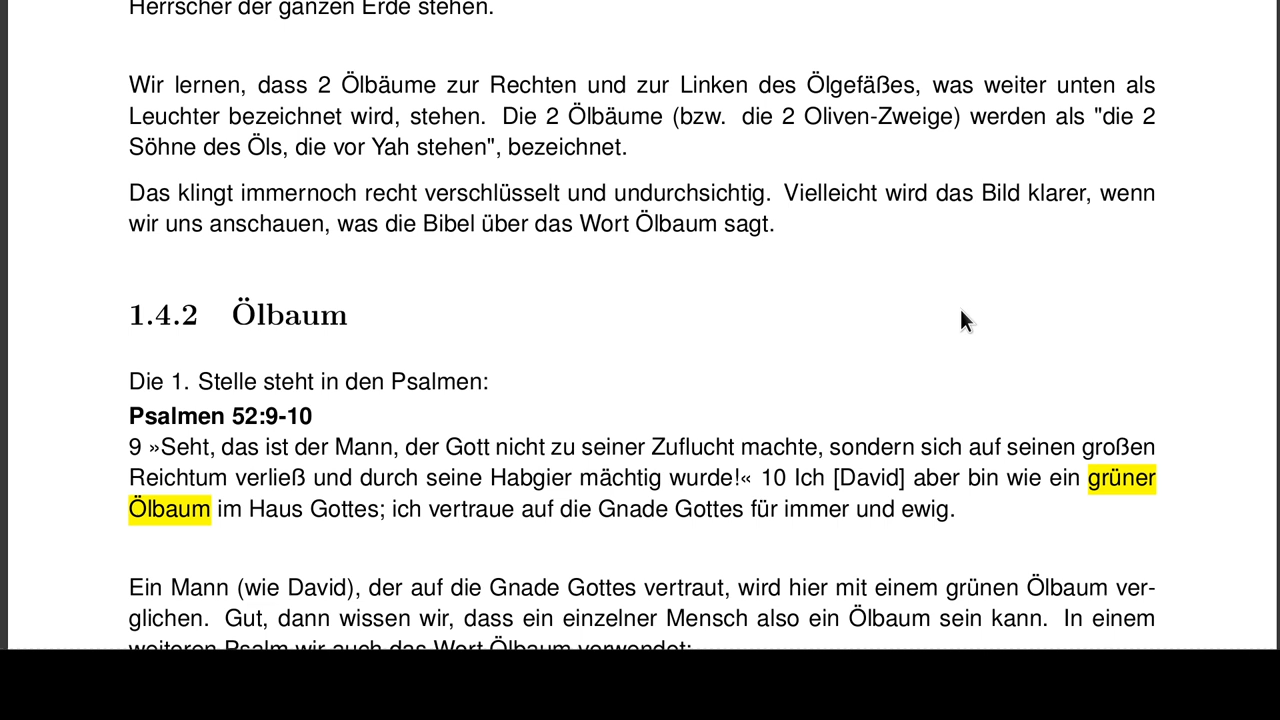 Herrscher der ganzen Erde stehen.
Wir lernen, dass 2 Ölbäume zur Rechten und zur Linken des Ölgefäßes, was weiter unten als
Leuchter bezeichnet wird, stehen. Die 2 Ölbäume (bzw. die 2 Oliven-Zweige) werden als "die 2
Söhne des Öls, die vor Yah stehen", bezeichnet.
Das klingt immernoch recht verschlüsselt und undurchsichtig. Vielleicht wird das Bild klarer, wenn
wir uns anschauen, was die Bibel über das Wort Ölbaum sagt.
1.4.2 Ölbaum
Die 1. Stelle steht in den Psalmen:
Psalmen 52:9-10
9 »Seht, das ist der Mann, der Gott nicht zu seiner Zuflucht machte, sondern sich auf seinen großen
Reichtum verließ und durch seine Habgier mächtig wurde!« 10 Ich [David] aber bin wie ein grüner
Ölbaum im Haus Gottes; ich vertraue auf die Gnade Gottes für immer und ewig.
Ein Mann (wie David), der auf die Gnade Gottes vertraut, wird hier mit einem grünen Ölbaum ver-
glichen. Gut, dann wissen wir, dass ein einzelner Mensch also ein Ölbaum sein kann. In einem
weiteren Psalm wir auch das Wort Ölbaum verwendet: